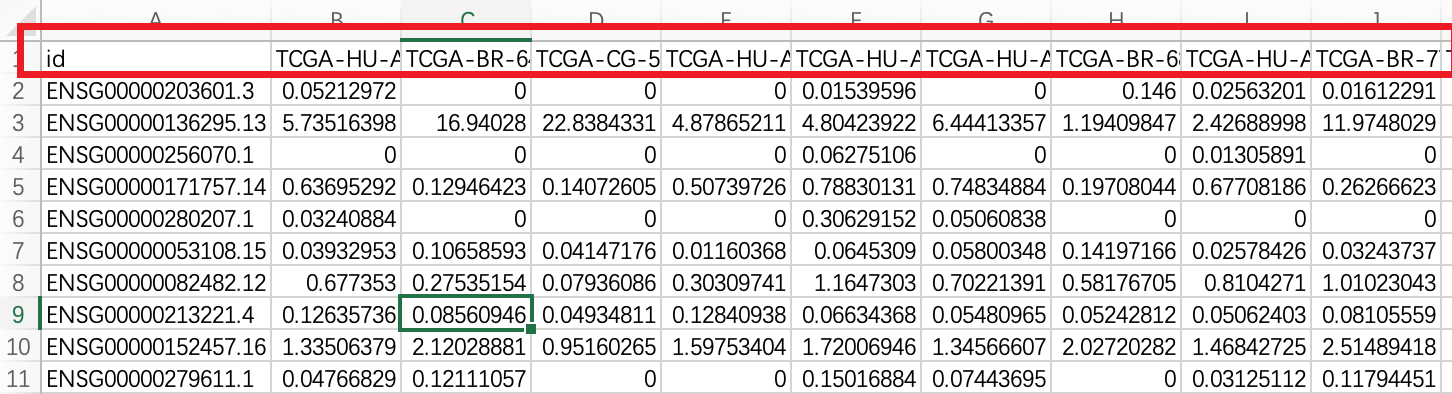 A B C D E F G H I J
1 id TCGA-HU-A TCGA-BR-6 TCGA-CG-5 TCGA-HU-A TCGA-HU-A TCGA-HU-A TCGA-BR-6 TCGA-HU-A TCGA-BR-7
2 ENSG00000203601.3 0.05212972 0 0 0 0.01539596 0 0.146 0.02563201 0.01612291
3 ENSG00000136295.13 5.73516398 16.94028 22.8384331 4.87865211 4.80423922 6.44413357 1.19409847 2.42688998 11.9748029
4 ENSG00000256070.1 0 0 0 0 0.06275106 0 0 0.01305891 0
5 ENSG00000171757.14 0.63695292 0.12946423 0.14072605 0.50739726 0.78830131 0.74834884 0.19708044 0.67708186 0.26266623
6 ENSG00000280207.1 0.03240884 0 0 0 0.30629152 0.05060838 0 0 0
7 ENSG00000053108.15 0.03932953 0.10658593 0.04147176 0.01160368 0.0645309 0.05800348 0.14197166 0.02578426 0.03243737
8 ENSG00000082482.12 0.677353 0.27535154 0.07936086 0.30309741 1.1647303 0.70221391 0.58176705 0.8104271 1.01023043
9 ENSG00000213221.4 0.12635736 0.08560946 0.04934811 0.12840938 0.06634368 0.05480965 0.05242812 0.05062403 0.08105559
10 ENSG00000152457.16 1.33506379 2.12028881 0.95160265 1.59753404 1.72006946 1.34566607 2.02720282 1.46842725 2.51489418
11 ENSG00000279611.1 0.04766829 0.12111057 0 0 0.15016884 0.07443695 0 0.03125112 0.11794451